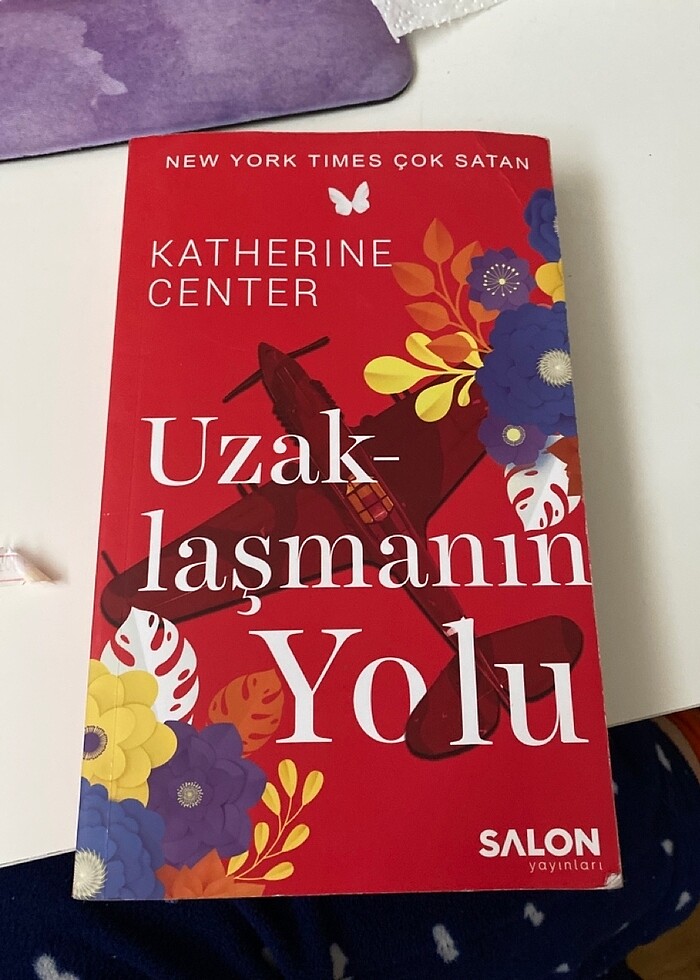 NEW YORK TIMES ÇOK SATAN
KATHERINE
CENTER
Uzak-
laşmanın
Yolu
SALON
yayınları